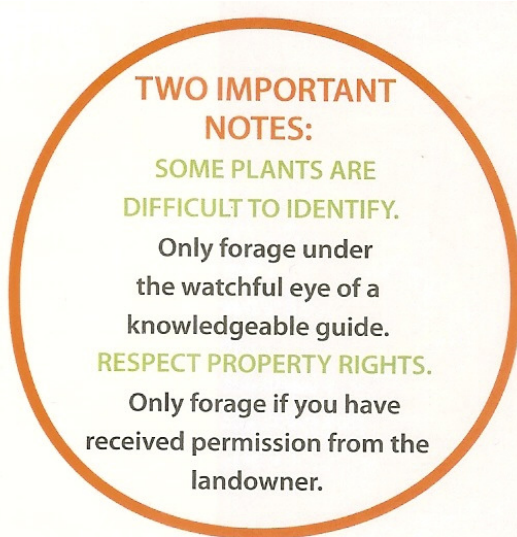 TWO IMPORTANT
NOTES:
SOME PLANTS ARE
DIFFICULT TO IDENTIFY.
Only forage under
the watchful eye of a
knowledgeable guide.
RESPECT PROPERTY RIGHTS.
Only forage if you have
received permission from the
landowner.